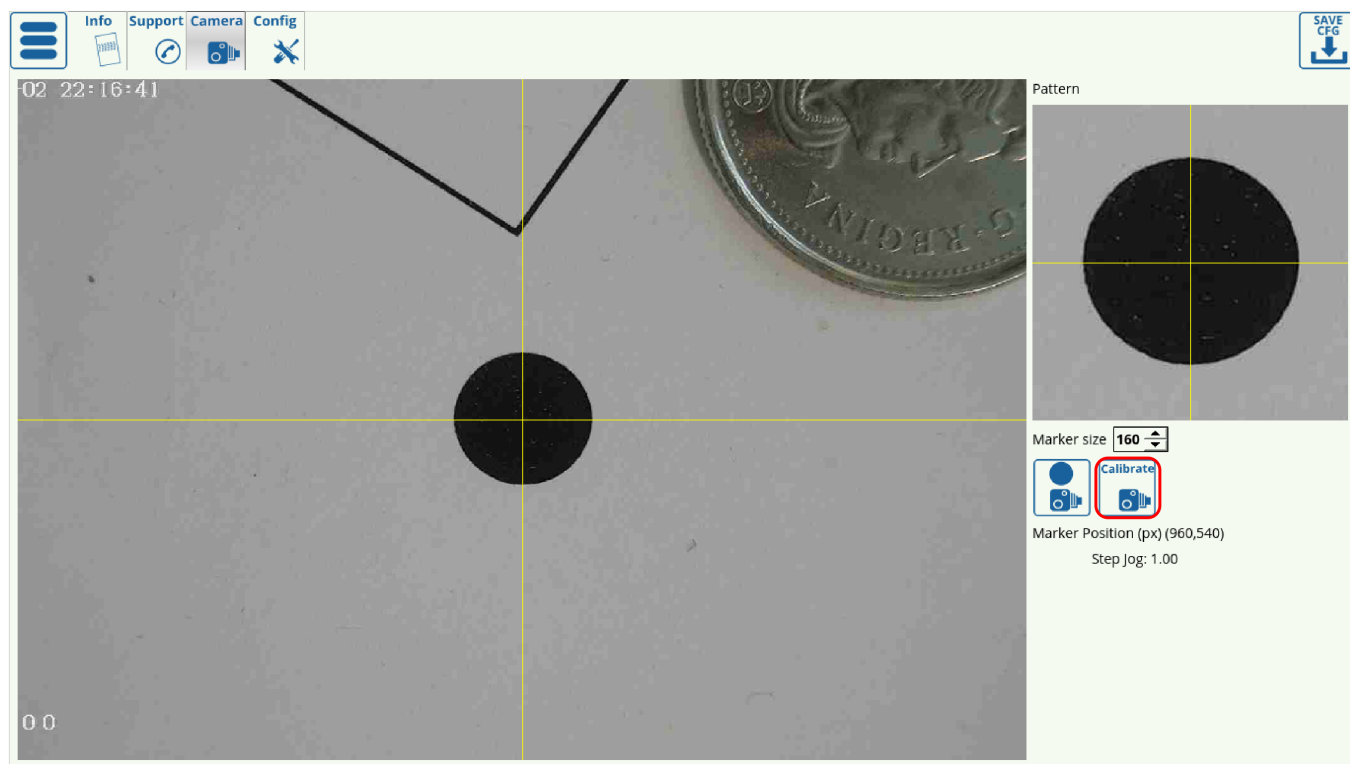 Info Support Camera Config
SAVE
CFG
-02 22:16:41
Pattern
G·REGINA
Marker size 160
Calibrate
Marker Position (px) (960,540)
Step Jog: 1.00
0 0